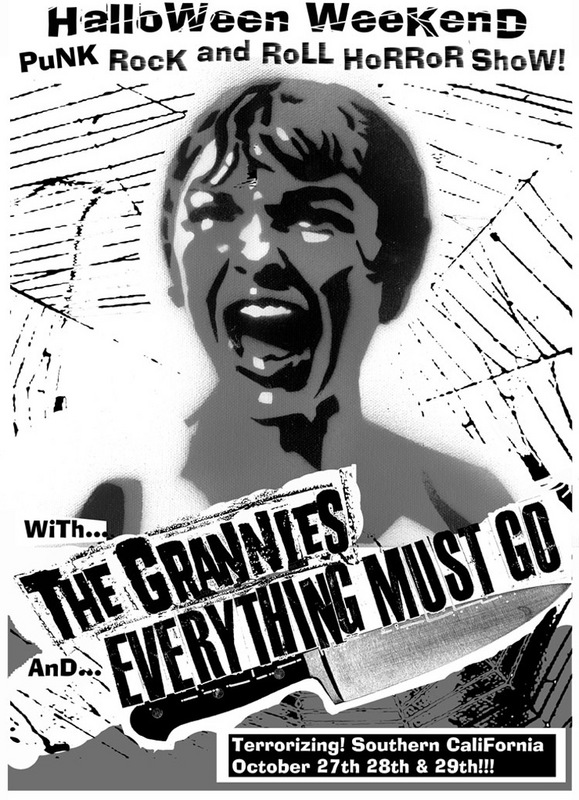 HallоWeen WeeKenD
PuNK RocK and RoLL HoRRoR ShoW!
WiTh...
THE GRANNIES
AnD...
EVERYTHING MUST GO
Terrorizing! Southern CaliFornia
October 27th 28th & 29th!!!